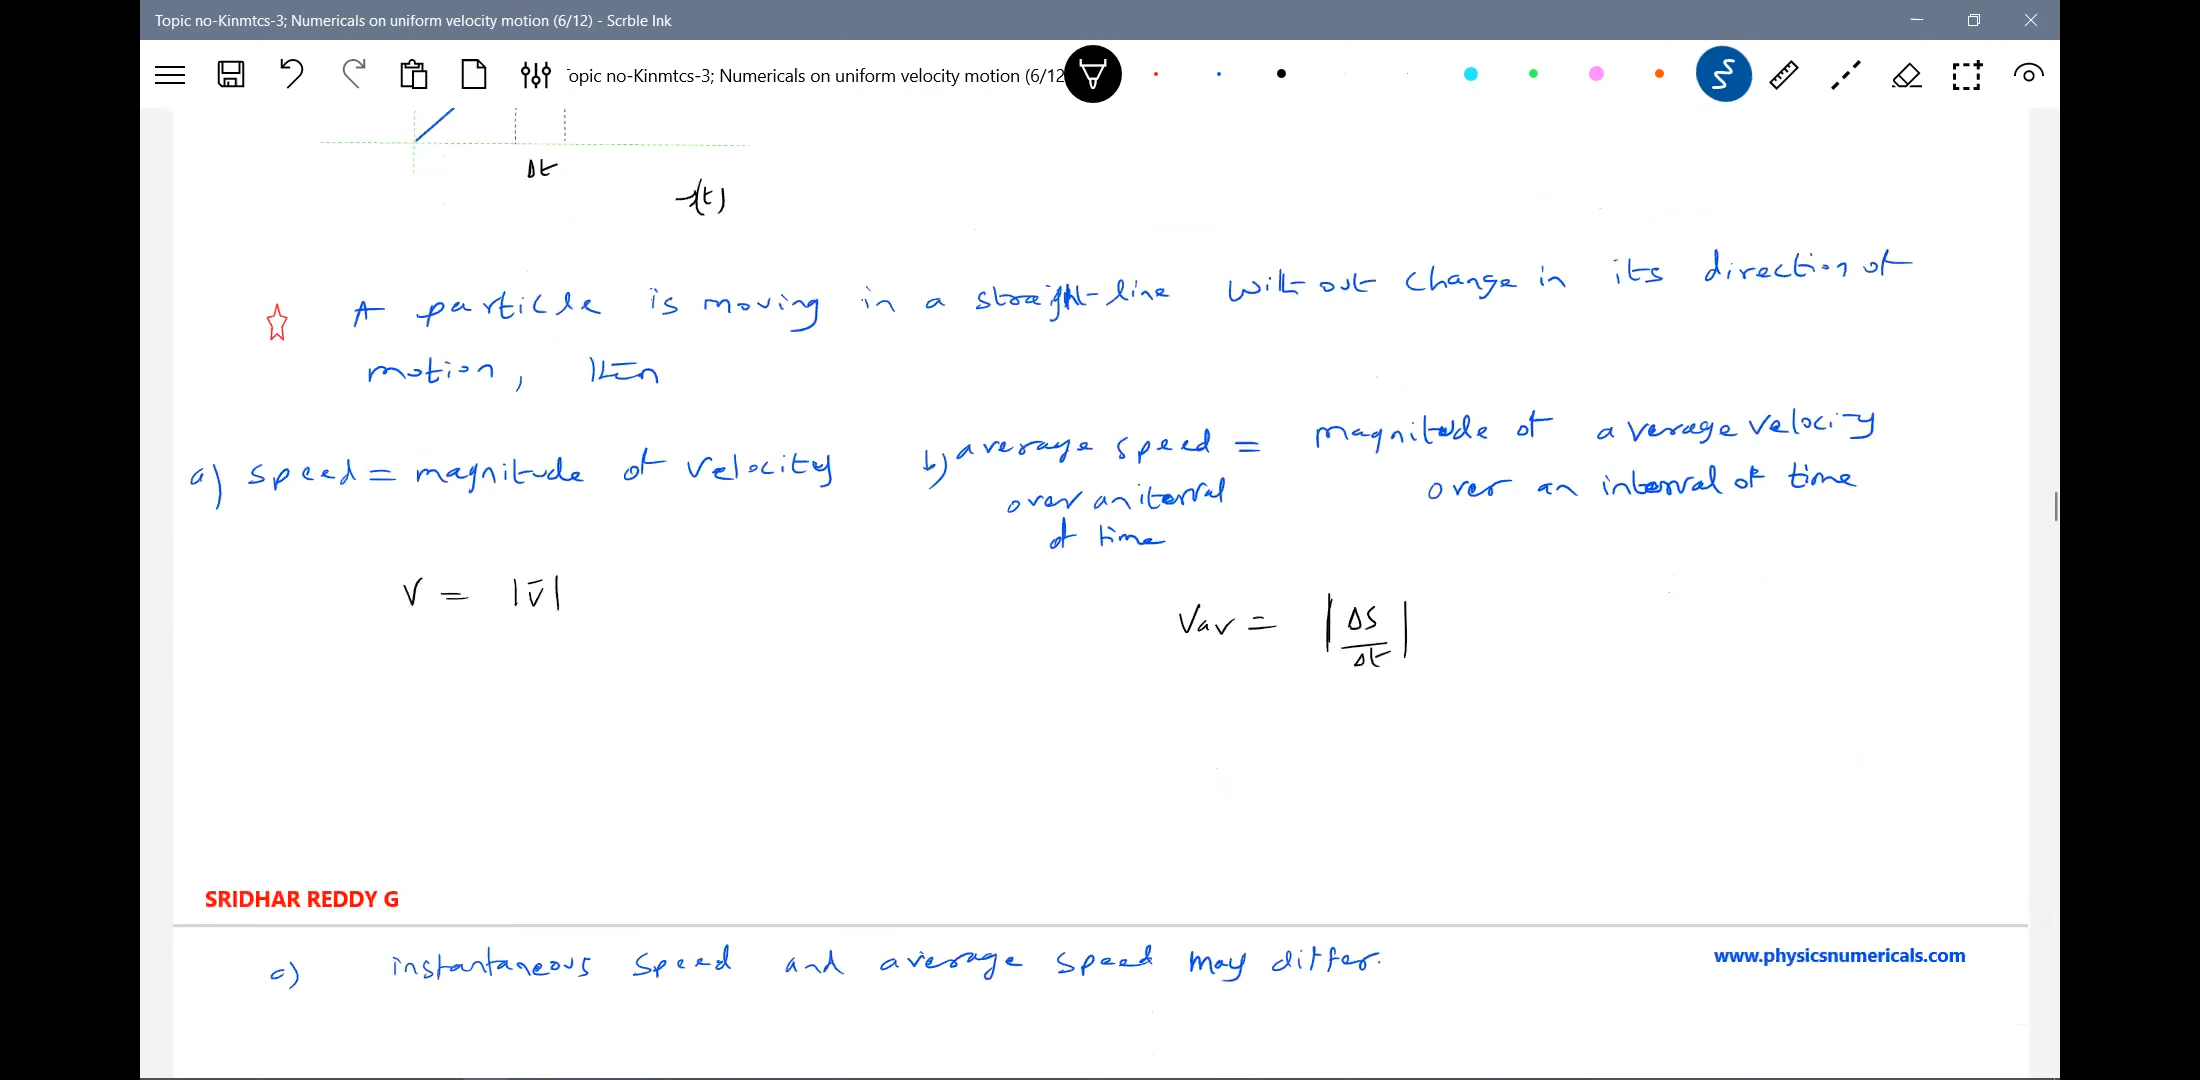 Topic no-Kinmtcs-3; Numericals on uniform velocity motion (6/12) - Scrble Ink
opic no-Kinmtcs-3; Numericals on uniform velocity motion (6/12
Δt
(t)
A particle is moving in a straight-line without change in its direction of
motion, then
a) speed = magnitude of velocity
b) average speed = magnitude of average velocity
over an iterval
over an interval of time
of time
V = |v̄|
Vav = |Δs/Δt|
SRIDHAR REDDY G
c) instantaneous speed and average speed may differ.
www.physicsnumericals.com